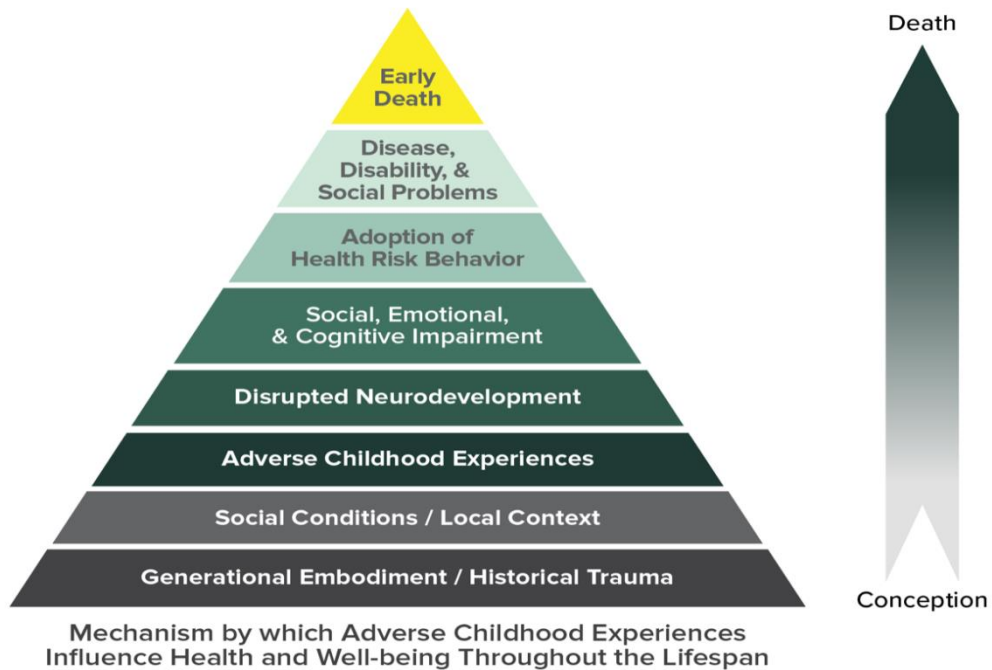 Early
Death
Disease,
Disability, &
Social Problems
Adoption of
Health Risk Behavior
Social, Emotional,
& Cognitive Impairment
Disrupted Neurodevelopment
Adverse Childhood Experiences
Social Conditions / Local Context
Generational Embodiment / Historical Trauma
Mechanism by which Adverse Childhood Experiences
Influence Health and Well-being Throughout the Lifespan
Death
Conception